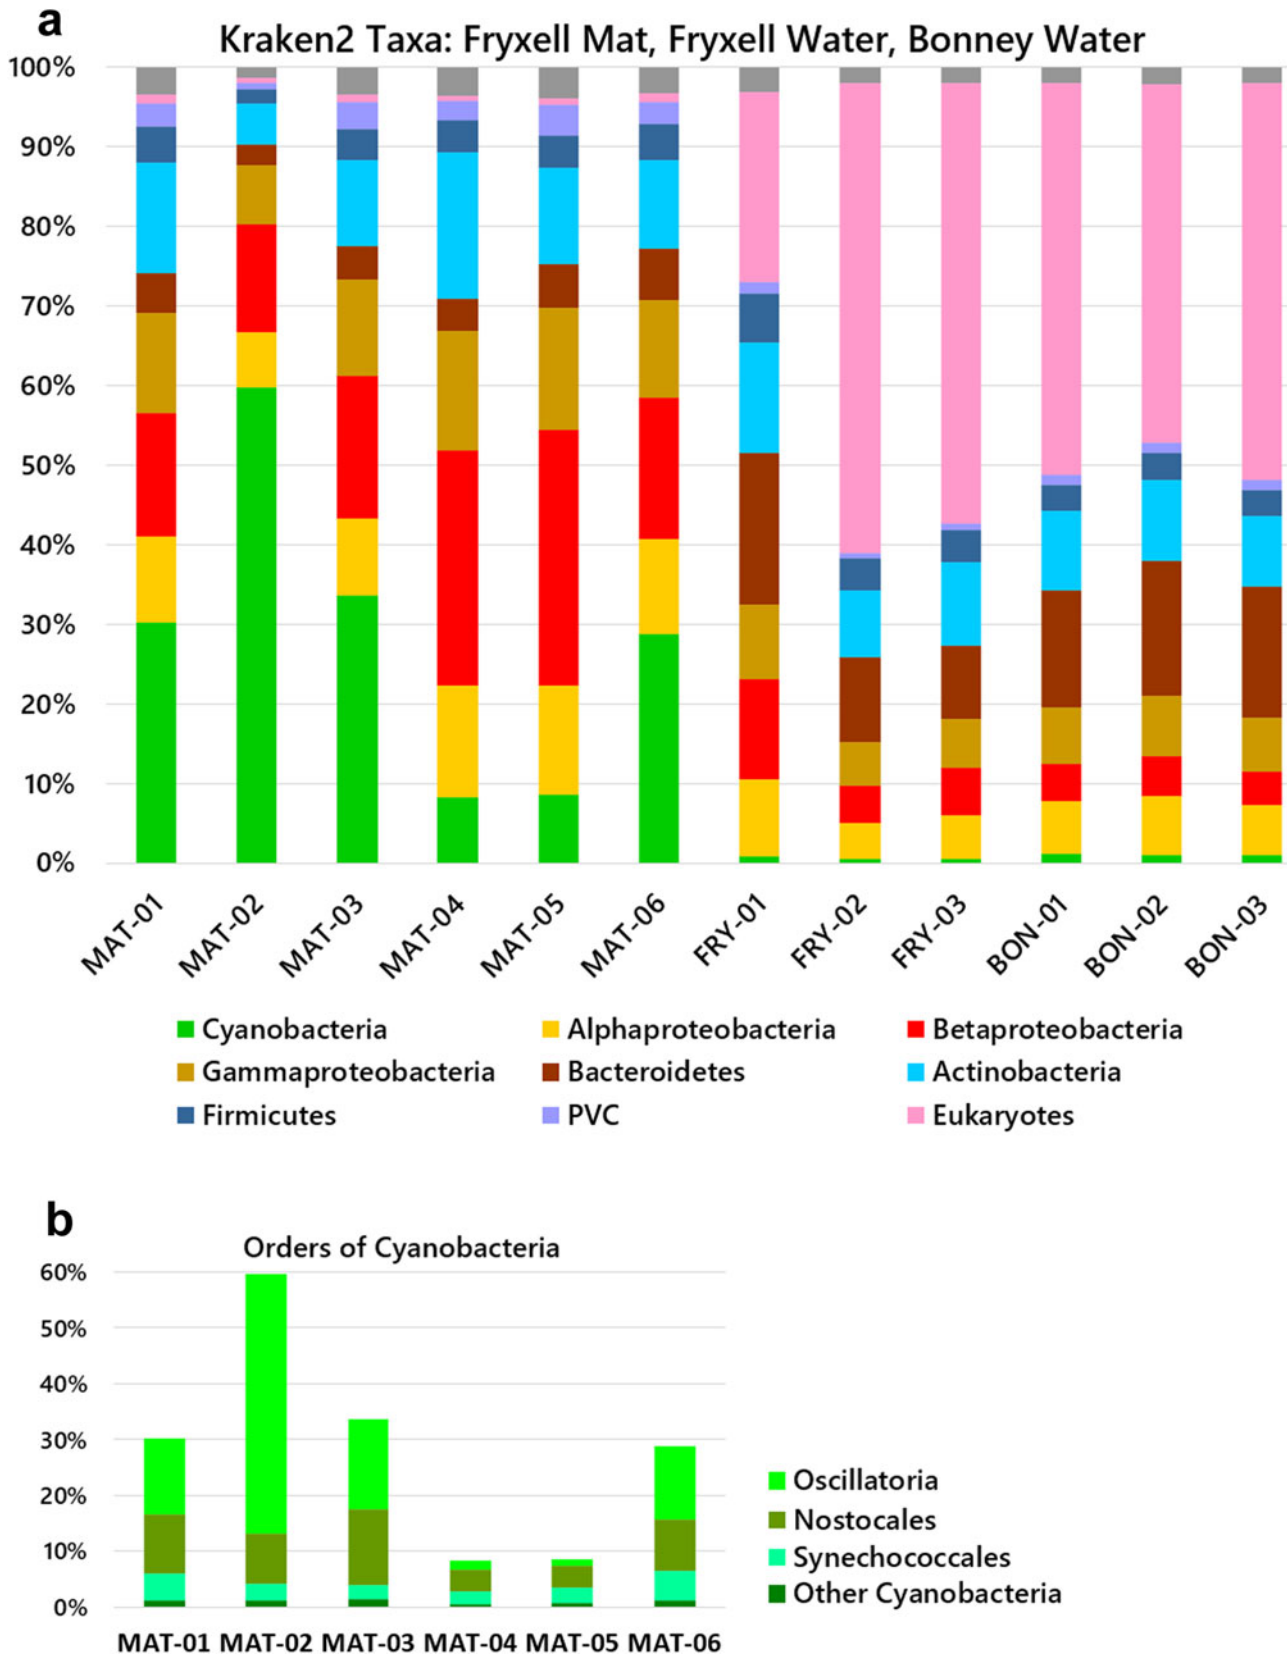 a
Kraken2 Taxa: Fryxell Mat, Fryxell Water, Bonney Water
100%
90%
80%
70%
60%
50%
40%
30%
20%
10%
0%
MAT-01 MAT-02 MAT-03 MAT-04 MAT-05 MAT-06 FRY-01 FRY-02 FRY-03 BON-01 BON-02 BON-03
Cyanobacteria Alphaproteobacteria Betaproteobacteria
Gammaproteobacteria Bacteroidetes Actinobacteria
Firmicutes PVC Eukaryotes
b
Orders of Cyanobacteria
60%
50%
40%
30%
20%
10%
0%
MAT-01 MAT-02 MAT-03 MAT-04 MAT-05 MAT-06
Oscillatoria
Nostocales
Synechococcales
Other Cyanobacteria